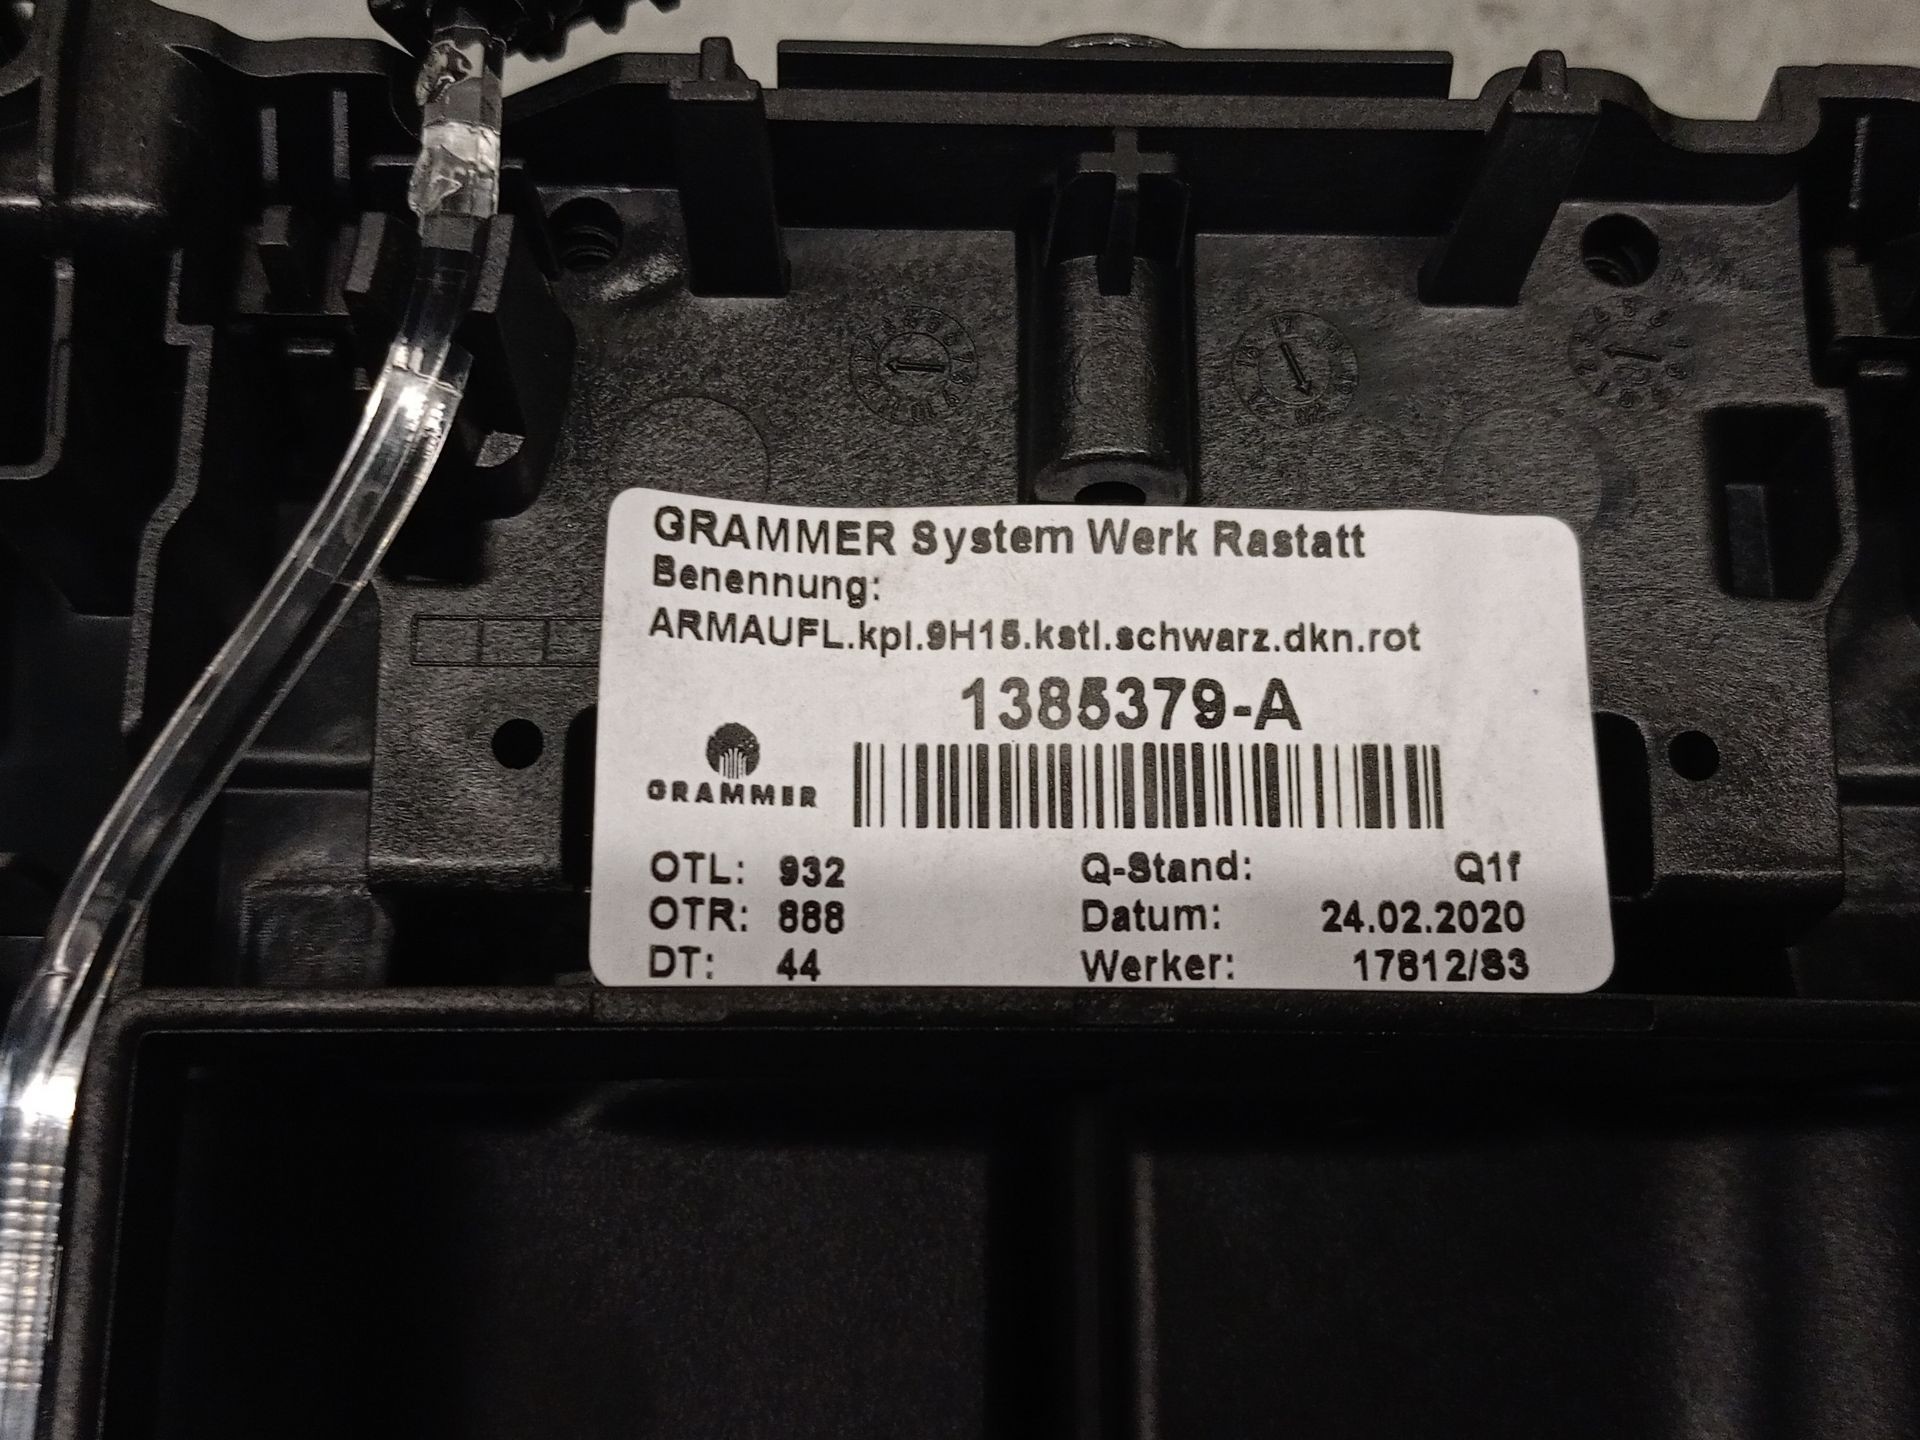 GRAMMER System Werk Rastatt
Benennung:
ARMAUFL.kpl.9H15.kstl.schwarz.dkn.rot
1385379-A
GRAMMER
OTL: 932 Q-Stand: Q1f
OTR: 888 Datum: 24.02.2020
DT: 44 Werker: 17812/83